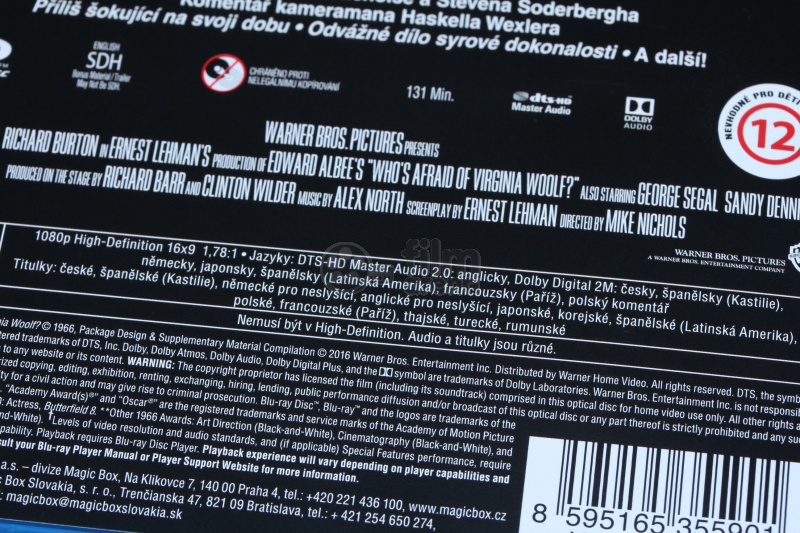 a Stevena Soderbergha
Komentář kameramana Haskella Wexlera
Příliš šokující na svoji dobu • Odvážné dílo syrové dokonalosti • A další!
ENGLISH
SDH
Bonus Material/Trailer
May Not Be SDH.
CHRÁNĚNO PROTI
NELEGÁLNÍMU KOPÍROVÁNÍ
131 Min.
dts-HD
Master Audio
DOLBY
AUDIO
NEVHODNÉ PRO DĚTI
12
WARNER BROS. PICTURES PRESENTS
RICHARD BURTON IN ERNEST LEHMAN'S PRODUCTION OF EDWARD ALBEE'S "WHO'S AFRAID OF VIRGINIA WOOLF?" ALSO STARRING GEORGE SEGAL SANDY DENNI
PRODUCED ON THE STAGE BY RICHARD BARR AND CLINTON WILDER MUSIC BY ALEX NORTH SCREENPLAY BY ERNEST LEHMAN DIRECTED BY MIKE NICHOLS
WARNER BROS. PICTURES
A WARNER BROS. ENTERTAINMENT COMPANY
film
1080p High-Definition 16x9 1,78:1 • Jazyky: DTS-HD Master Audio 2.0: anglicky, Dolby Digital 2M: česky, španělsky (Kastilie),
německy, japonsky, španělsky (Latinská Amerika), francouzsky (Paříž), polský komentář
Titulky: české, španělské (Kastilie), německé pro neslyšící, anglické pro neslyšící, japonské, korejské, španělské (Latinská Amerika),
polské, francouzské (Paříž), thajské, turecké, rumunské
Nemusí být v High-Definition. Audio a titulky jsou různé.
nia Woolf? © 1966, Package Design & Supplementary Material Compilation © 2016 Warner Bros. Entertainment Inc. Distributed by Warner Home Video. All rights reserved. DTS, the symb
tered trademarks of DTS, Inc. Dolby, Dolby Atmos, Dolby Audio, Dolby Digital Plus, and the symbol are trademarks of Dolby Laboratories. Warner Bros. Entertainment Inc. is not responsib
to any website or its content. WARNING: The copyright proprietor has licensed the film (including its soundtrack) comprised in this optical disc for home video use only. All other rights a
rized copying, editing, exhibition, renting, exchanging, hiring, lending, public performance, diffusion and/or broadcast of this optical disc or any part thereof is strictly prohibited and any su
ty for a civil action and may give rise to criminal prosecution. Blu-ray Disc™, Blu-ray™ and the logos are trademarks of the
"Academy Award(s)®" and "Oscar®" are the registered trademarks and service marks of the Academy of Motion Picture
Actress, Butterfield 8 **Other 1966 Awards: Art Direction (Black-and-White), Cinematography (Black-and-White), and
nd-White). †Levels of video resolution and audio standards, and (if applicable) Special Features performance, require
pability. Playback requires Blu-ray Disc Player. Playback experience will vary depending on player capabilities and
sult your Blu-ray Player Manual or Player Support Website for more information.
a.s. – divize Magic Box, Na Klikovce 7, 140 00 Praha 4, tel.: +420 221 436 100, www.magicbox.cz
Box Slovakia, s. r. o., Trenčianska 47, 821 09 Bratislava, tel.: + 421 254 650 274,
magicbox@magicboxslovakia.sk
8 595165 355901